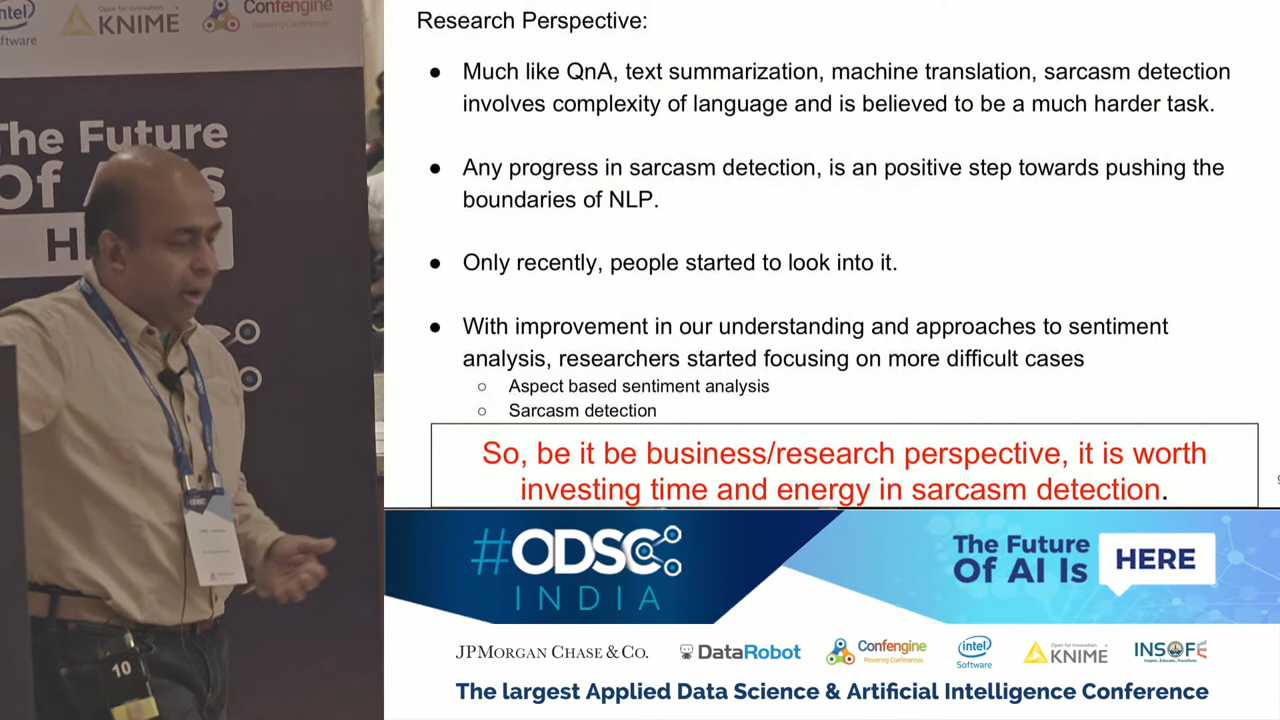 intel
Software
Open for Innovation
KNIME
Confengine
Powering Conferences
The Future
Of
H
ODSC
10
Research Perspective:
● Much like QnA, text summarization, machine translation, sarcasm detection
involves complexity of language and is believed to be a much harder task.
● Any progress in sarcasm detection, is an positive step towards pushing the
boundaries of NLP.
● Only recently, people started to look into it.
● With improvement in our understanding and approaches to sentiment
analysis, researchers started focusing on more difficult cases
○ Aspect based sentiment analysis
○ Sarcasm detection
So, be it be business/research perspective, it is worth
investing time and energy in sarcasm detection.
#ODSC
INDIA
The Future
Of AI Is HERE
JPMORGAN CHASE & CO.
DataRobot
Confengine
Powering Conferences
intel
Software
Open for Innovation
KNIME
INSOFE
Inspire...Educate...Transform.
The largest Applied Data Science & Artificial Intelligence Conference